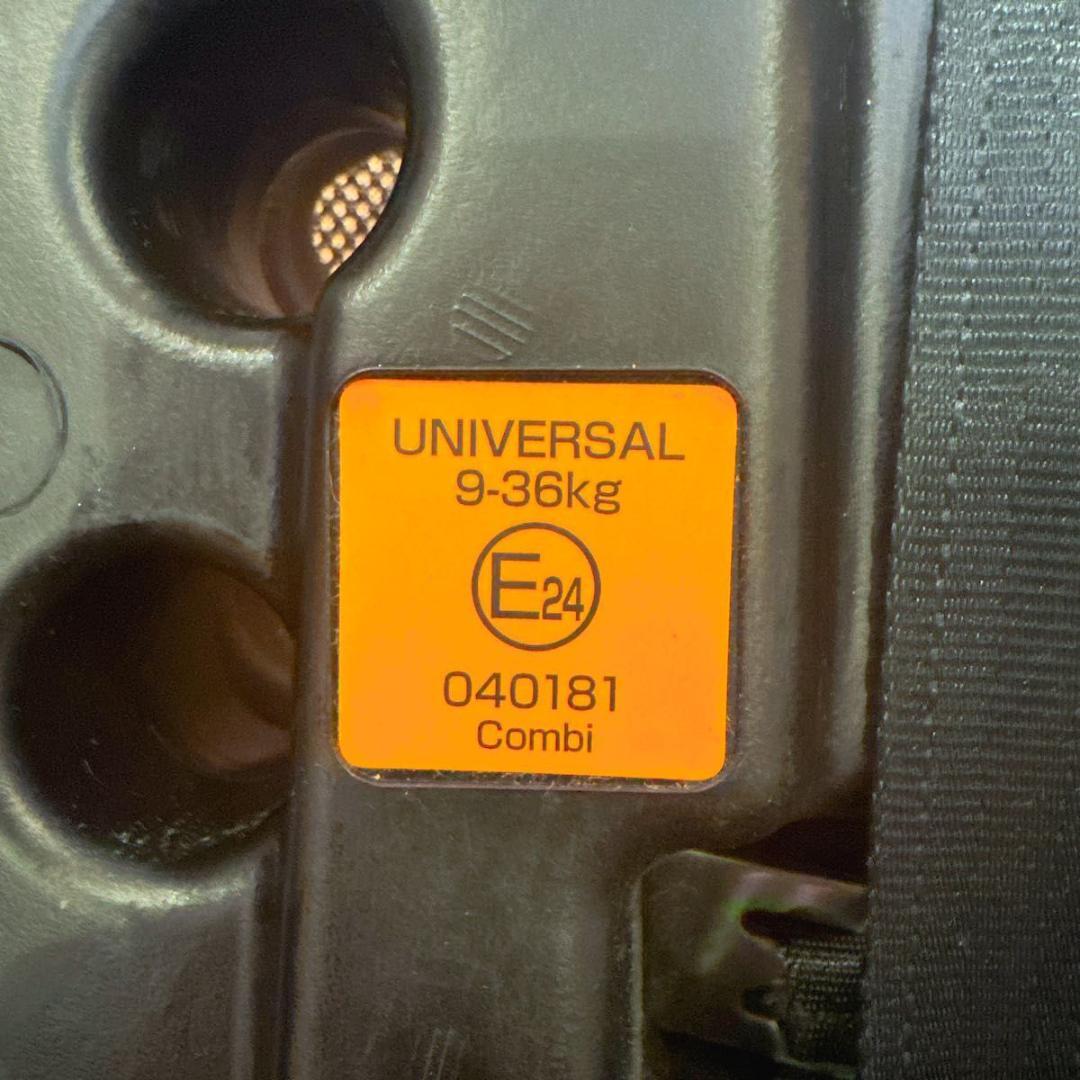 UNIVERSAL
9-36kg
E24
040181
Combi